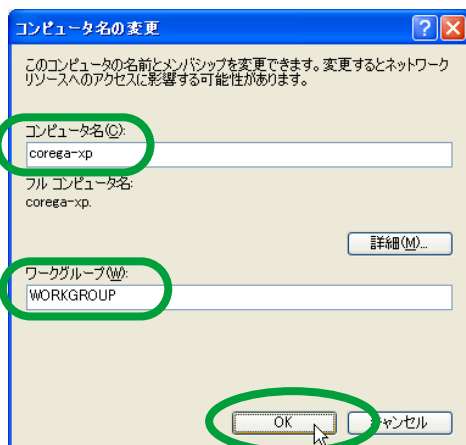 コンピュータ名の変更
このコンピュータの名前とメンバシップを変更できます。変更するとネットワーク
リソースへのアクセスに影響する可能性があります。
コンピュータ名(C):
corega-xp
フル コンピュータ名:
corega-xp.
詳細(M)...
ワークグループ(W):
WORKGROUP
OK
キャンセル